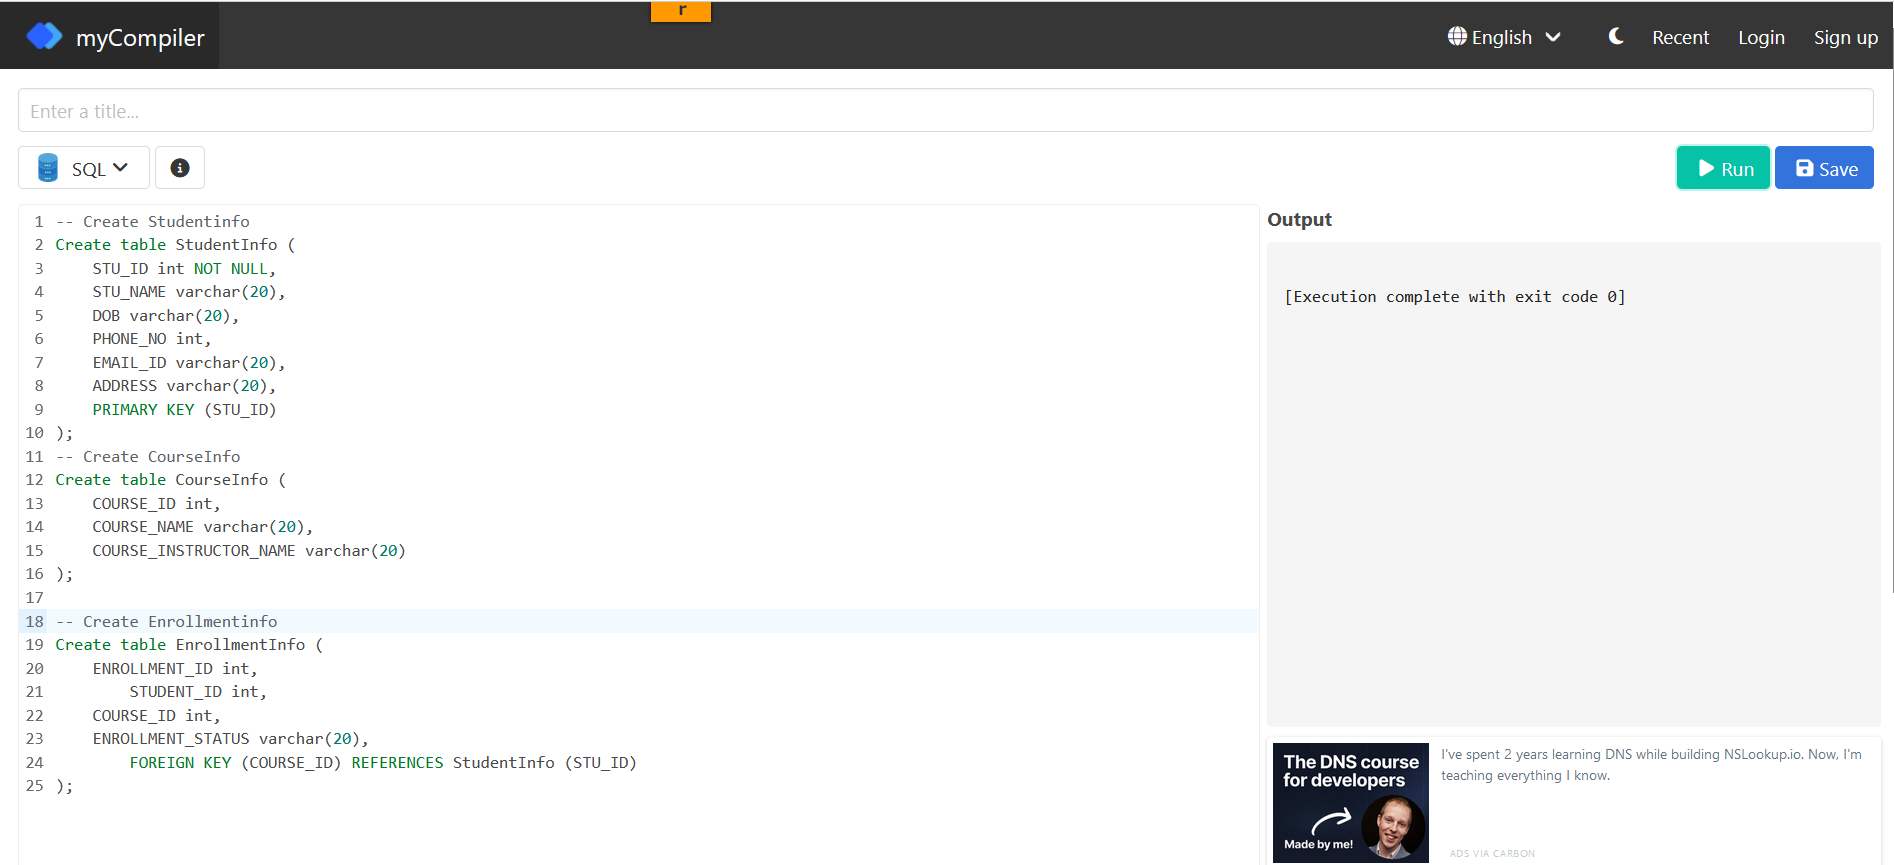 r
myCompiler
English
Recent
Login
Sign up
Enter a title...
SQL
Run
Save
1 -- Create Studentinfo
2 Create table StudentInfo (
3 STU_ID int NOT NULL,
4 STU_NAME varchar(20),
5 DOB varchar(20),
6 PHONE_NO int,
7 EMAIL_ID varchar(20),
8 ADDRESS varchar(20),
9 PRIMARY KEY (STU_ID)
10 );
11 -- Create CourseInfo
12 Create table CourseInfo (
13 COURSE_ID int,
14 COURSE_NAME varchar(20),
15 COURSE_INSTRUCTOR_NAME varchar(20)
16 );
17
18 -- Create Enrollmentinfo
19 Create table EnrollmentInfo (
20 ENROLLMENT_ID int,
21 STUDENT_ID int,
22 COURSE_ID int,
23 ENROLLMENT_STATUS varchar(20),
24 FOREIGN KEY (COURSE_ID) REFERENCES StudentInfo (STU_ID)
25 );
Output
[Execution complete with exit code 0]
The DNS course
for developers
Made by me!
I've spent 2 years learning DNS while building NSLookup.io. Now, I'm
teaching everything I know.
ADS VIA CARBON